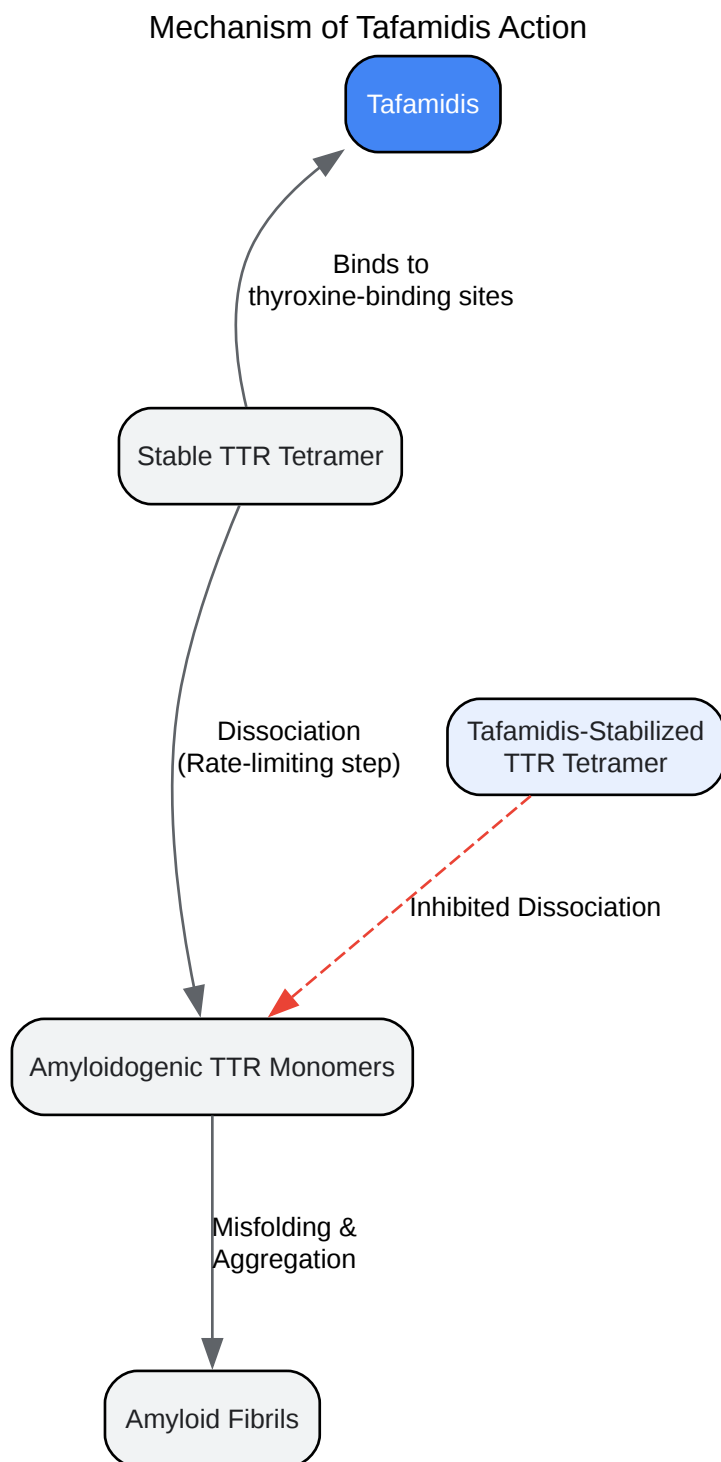 Mechanism of Tafamidis Action
Tafamidis
Binds to
thyroxine-binding sites
Stable TTR Tetramer
Dissociation
(Rate-limiting step)
Tafamidis-Stabilized
TTR Tetramer
Inhibited Dissociation
Amyloidogenic TTR Monomers
Misfolding &
Aggregation
Amyloid Fibrils